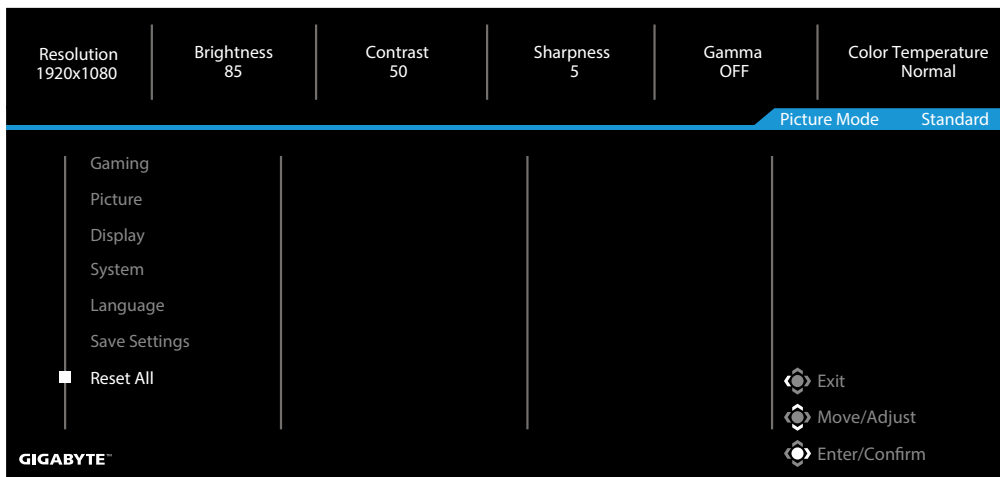 Resolution
1920x1080
Brightness
85
Contrast
50
Sharpness
5
Gamma
OFF
Color Temperature
Normal
Picture Mode Standard
Gaming
Picture
Display
System
Language
Save Settings
Reset All
Exit
Move/Adjust
Enter/Confirm
GIGABYTE™